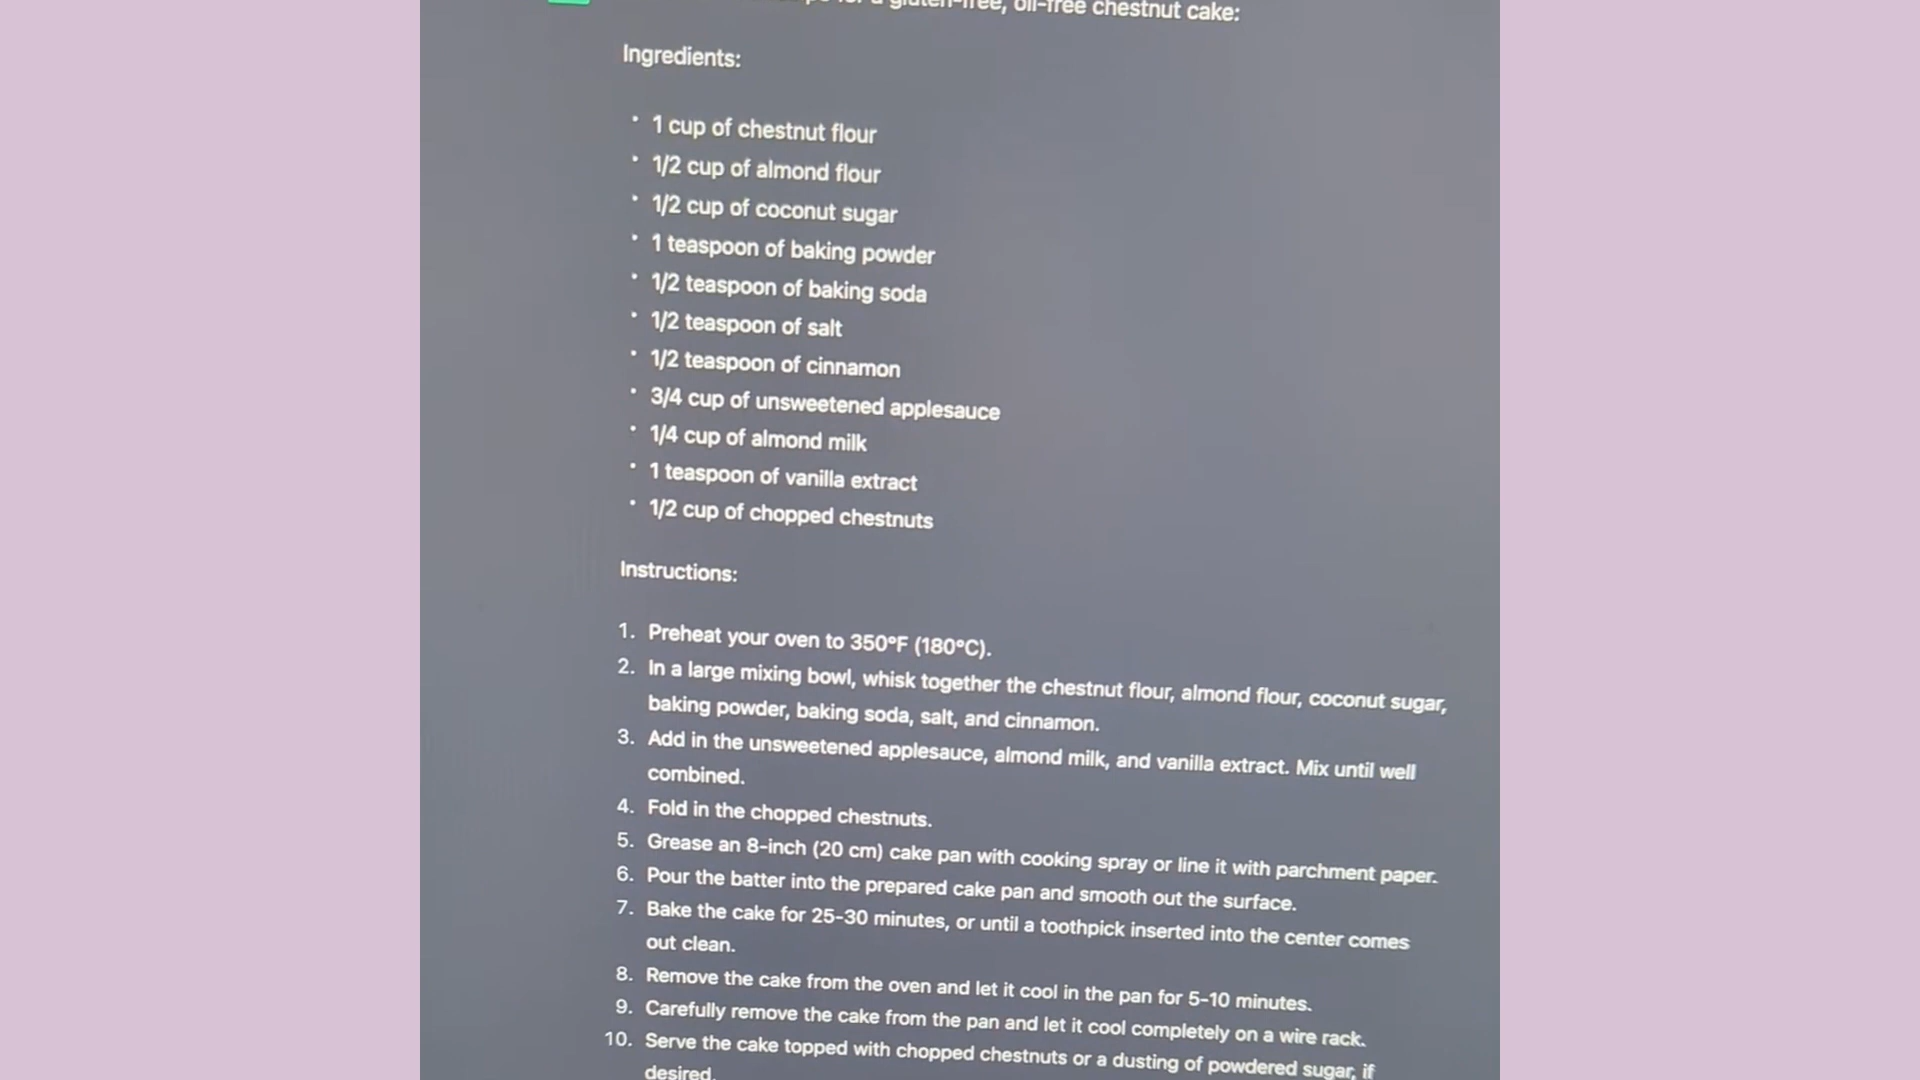 gluten-free, oil-free chestnut cake:
Ingredients:
• 1 cup of chestnut flour
• 1/2 cup of almond flour
• 1/2 cup of coconut sugar
• 1 teaspoon of baking powder
• 1/2 teaspoon of baking soda
• 1/2 teaspoon of salt
• 1/2 teaspoon of cinnamon
• 3/4 cup of unsweetened applesauce
• 1/4 cup of almond milk
• 1 teaspoon of vanilla extract
• 1/2 cup of chopped chestnuts
Instructions:
1. Preheat your oven to 350°F (180°C).
2. In a large mixing bowl, whisk together the chestnut flour, almond flour, coconut sugar,
baking powder, baking soda, salt, and cinnamon.
3. Add in the unsweetened applesauce, almond milk, and vanilla extract. Mix until well
combined.
4. Fold in the chopped chestnuts.
5. Grease an 8-inch (20 cm) cake pan with cooking spray or line it with parchment paper.
6. Pour the batter into the prepared cake pan and smooth out the surface.
7. Bake the cake for 25-30 minutes, or until a toothpick inserted into the center comes
out clean.
8. Remove the cake from the oven and let it cool in the pan for 5-10 minutes.
9. Carefully remove the cake from the pan and let it cool completely on a wire rack.
10. Serve the cake topped with chopped chestnuts or a dusting of powdered sugar, if
desired.